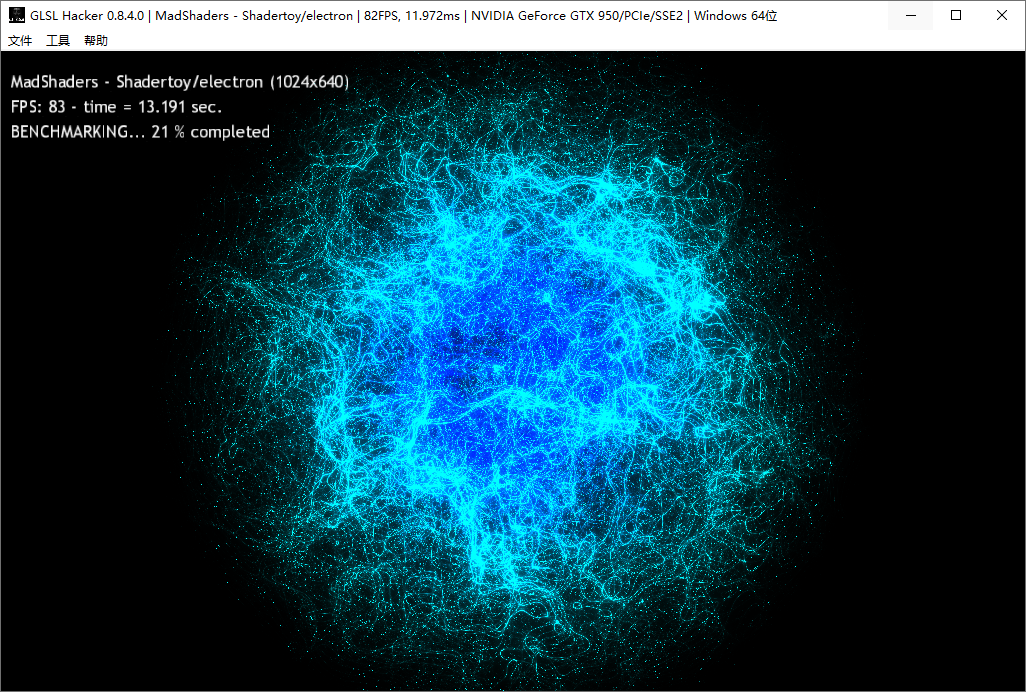 GLSL Hacker 0.8.4.0 | MadShaders - Shadertoy/electron | 82FPS, 11.972ms | NVIDIA GeForce GTX 950/PCIe/SSE2 | Windows 64位
文件 工具 帮助
MadShaders - Shadertoy/electron (1024x640)
FPS: 83 - time = 13.191 sec.
BENCHMARKING... 21 % completed